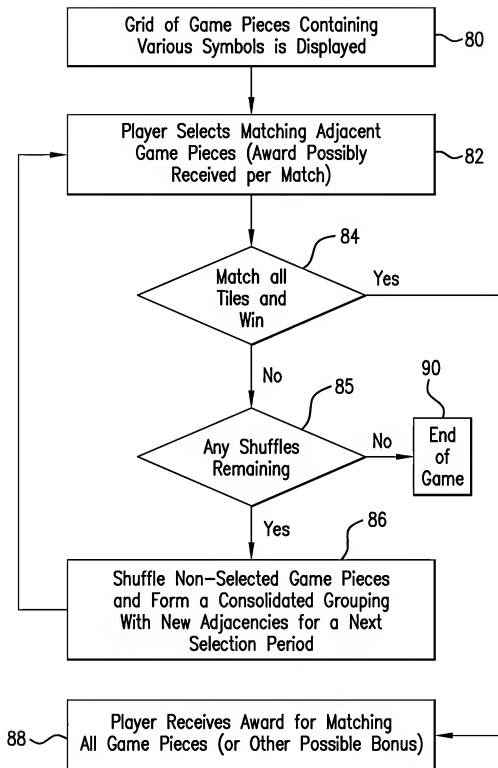 Grid of Game Pieces Containing
Various Symbols is Displayed
80
Player Selects Matching Adjacent
Game Pieces (Award Possibly
Received per Match)
82
84
Match all
Tiles and
Win
Yes
No
85
Any Shuffles
Remaining
No
90
End
of
Game
Yes
86
Shuffle Non-Selected Game Pieces
and Form a Consolidated Grouping
With New Adjacencies for a Next
Selection Period
88
Player Receives Award for Matching
All Game Pieces (or Other Possible Bonus)